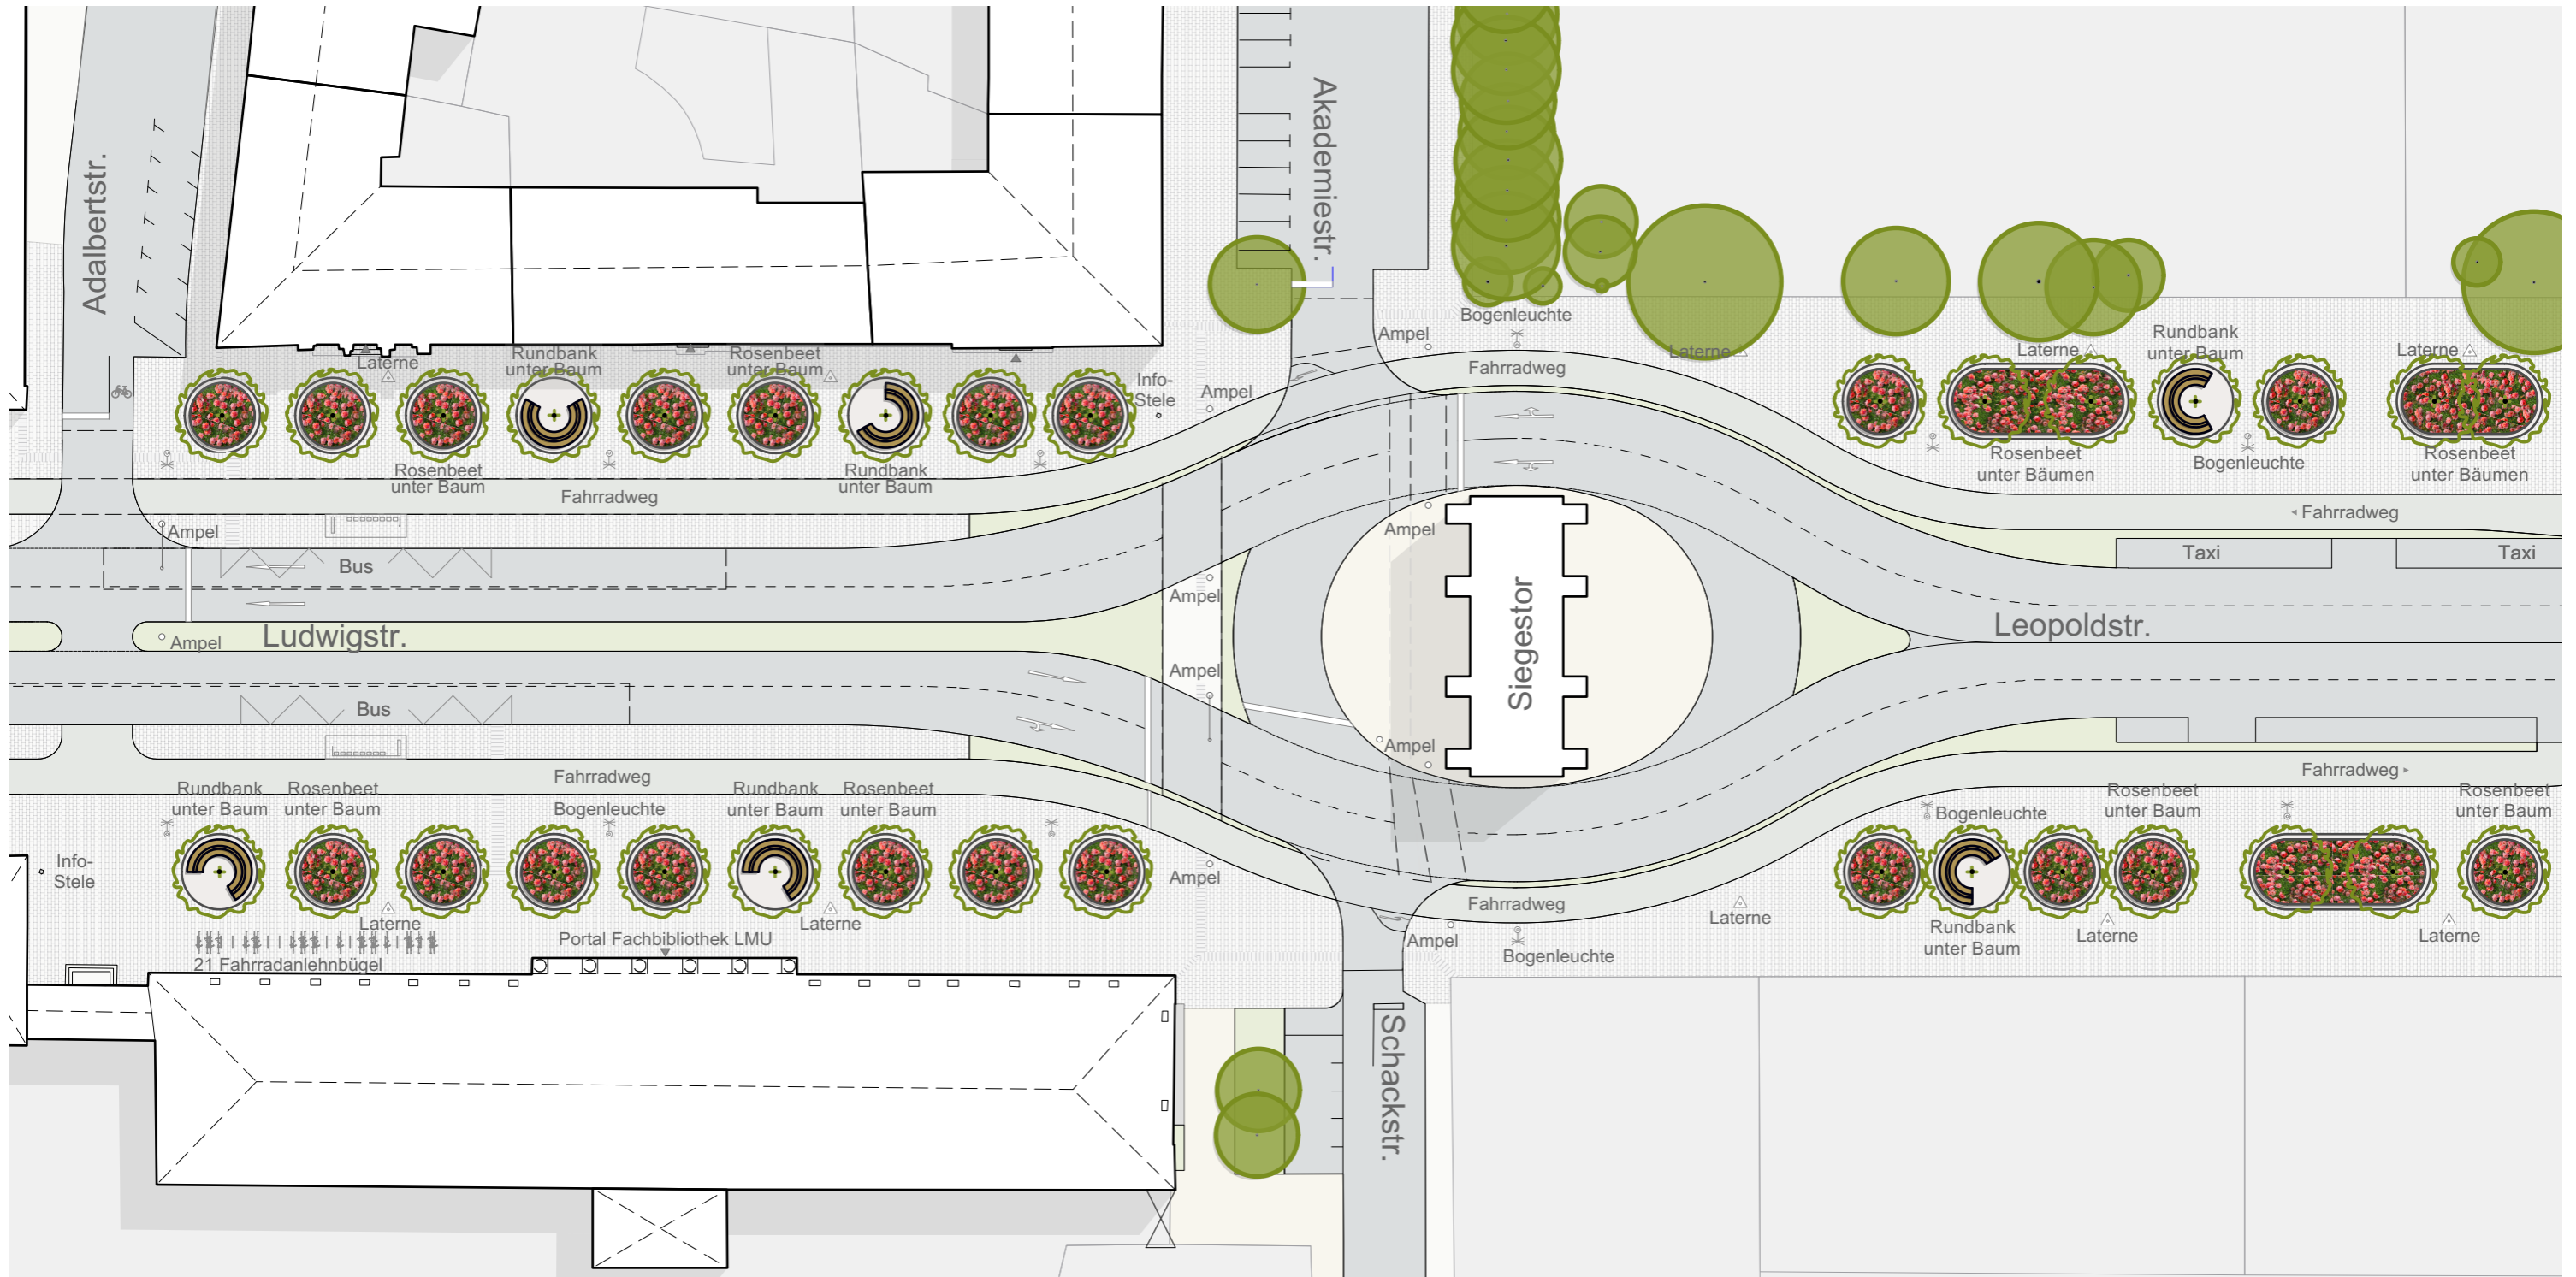 Adalbertstr.
Akademiestr.
Bogenleuchte
Ampel
Laterne
Rundbank
unter Baum
Laterne
Laterne
Laterne
Rundbank
unter Baum
Rosenbeet
unter Baum
Info-
Stele
Ampel
Fahrradweg
Rosenbeet
unter Baum
Rundbank
unter Baum
Rosenbeet
unter Bäumen
Bogenleuchte
Rosenbeet
unter Bäumen
Fahrradweg
Fahrradweg
Ampel
Ampel
Bus
Taxi
Taxi
Ampel
Ampel
Ludwigstr.
Siegestor
Leopoldstr.
Ampel
Bus
Ampel
Fahrradweg
Fahrradweg
Rundbank
unter Baum
Rosenbeet
unter Baum
Bogenleuchte
Rundbank
unter Baum
Rosenbeet
unter Baum
Bogenleuchte
Rosenbeet
unter Baum
Rosenbeet
unter Baum
Info-
Stele
Ampel
Fahrradweg
Laterne
Laterne
Laterne
Rundbank
unter Baum
Laterne
Laterne
Portal Fachbibliothek LMU
Ampel
Bogenleuchte
21 Fahrradanlehnbügel
Schackstr.